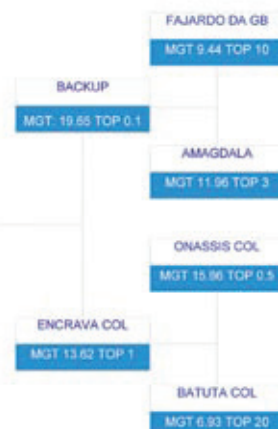 FAJARDO DA GB
MGT 9.44 TOP 10
BACKUP
MGT: 19.65 TOP 0.1
AMAGDALA
MGT 11.96 TOP 3
ONASSIS COL
MGT 15.86 TOP 0.5
ENCRAVA COL
MGT 13.62 TOP 1
BATUTA COL
MGT 6.93 TOP 20